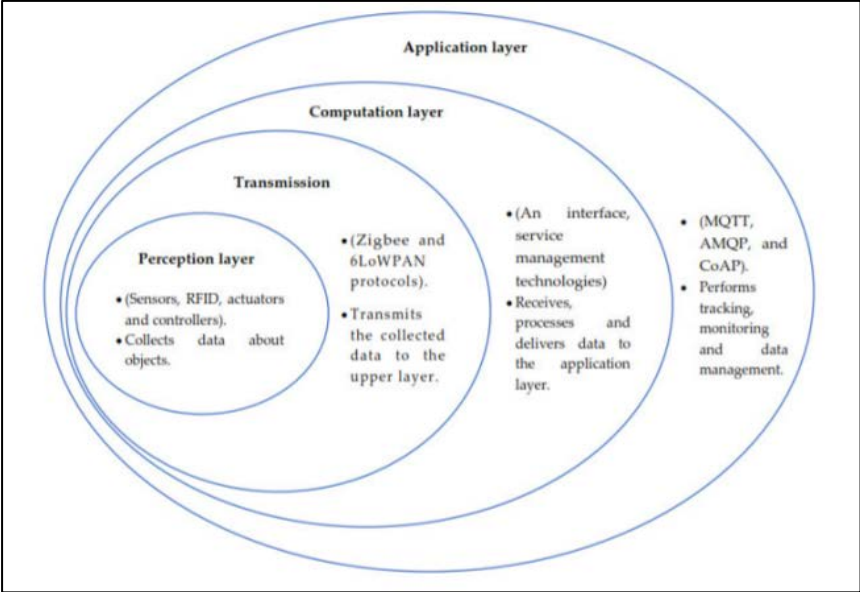 Application layer
Computation layer
Transmission
Perception layer
•(Sensors, RFID, actuators
and controllers).
•Collects data about
objects.
•(Zigbee and
6LoWPAN
protocols).
•Transmits
the collected
data to the
upper layer.
•(An interface,
service
management
technologies)
•Receives,
processes and
delivers data to
the application
layer.
• (MQTT,
AMQP, and
CoAP).
• Performs
tracking,
monitoring
and data
management.